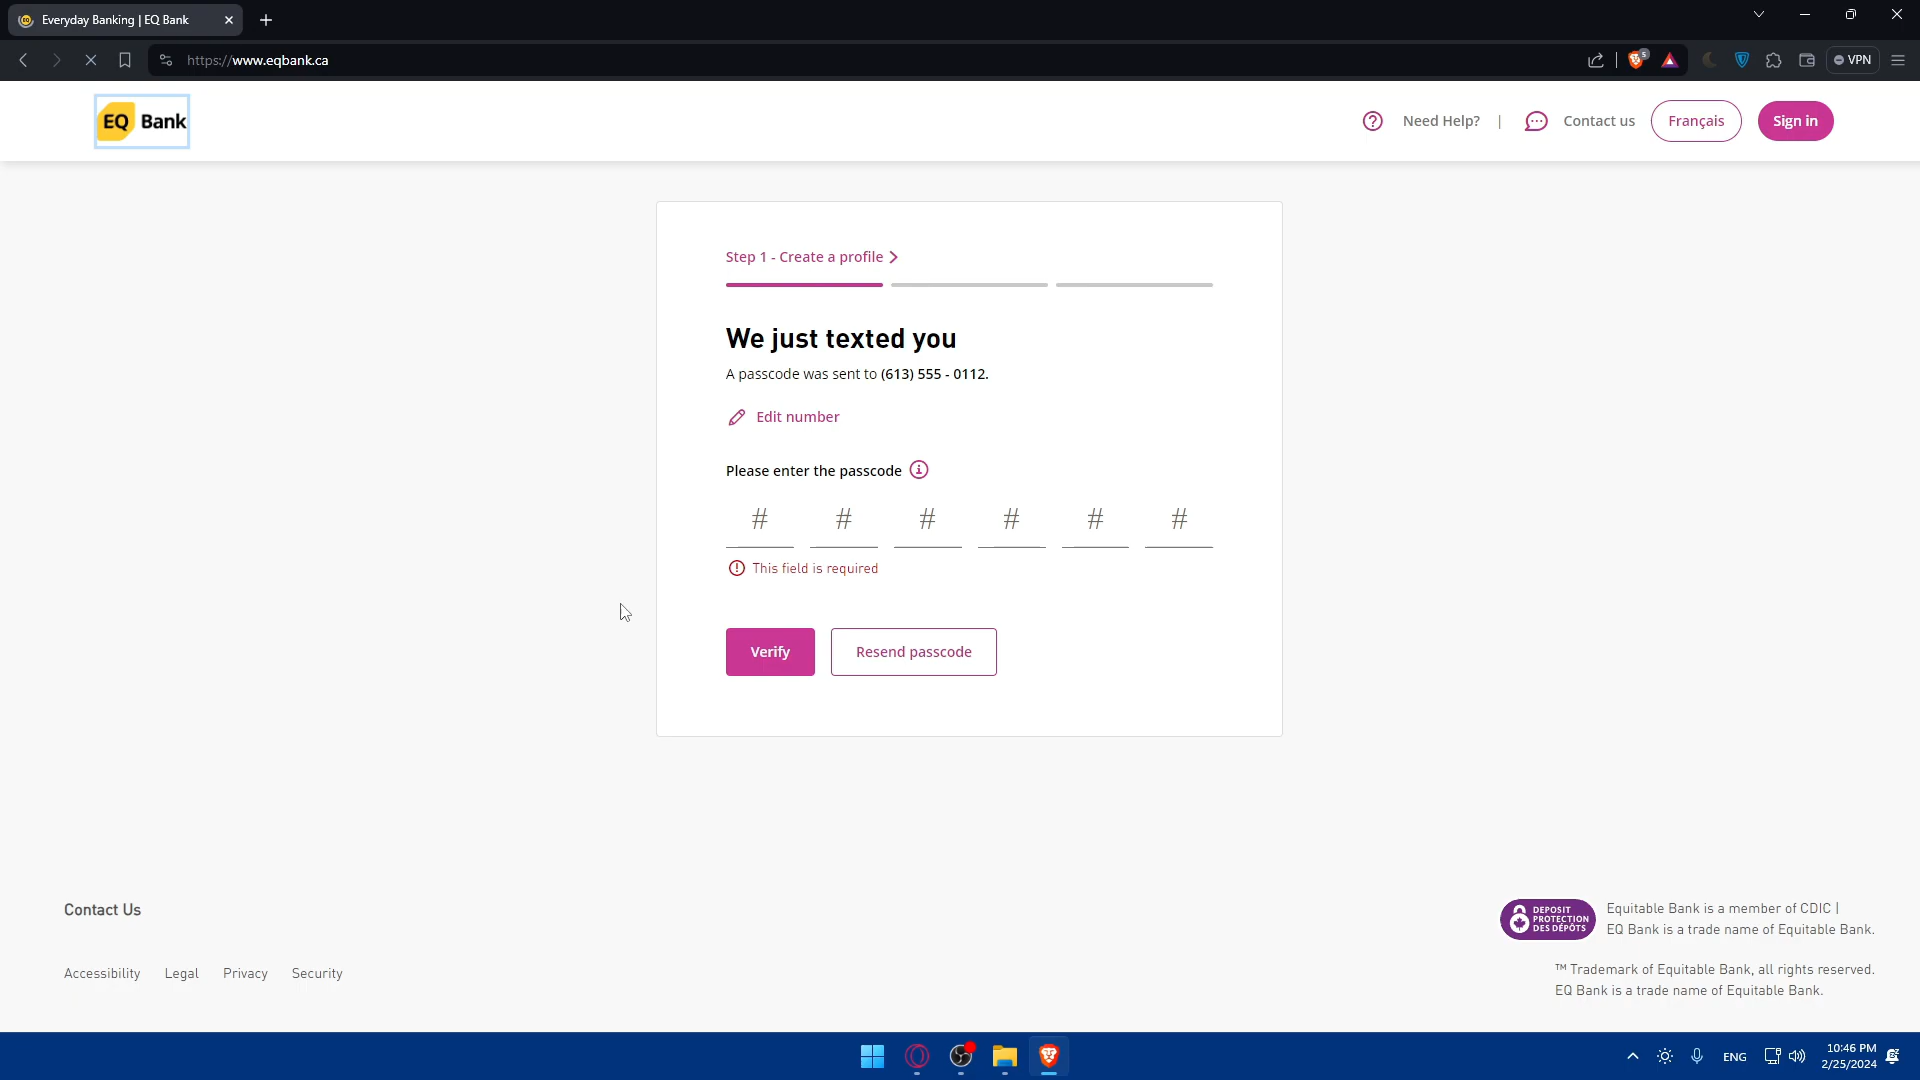 Everyday Banking | EQ Bank
https://www.eqbank.ca
5
VPN
EQ Bank
Need Help?
|
Contact us
Français
Sign in
Step 1 - Create a profile
We just texted you
A passcode was sent to (613) 555 - 0112.
Edit number
Please enter the passcode
# # # # # #
This field is required
Verify
Resend passcode
Contact Us
Accessibility
Legal
Privacy
Security
DEPOSIT
PROTECTION
DES DÉPÔTS
Equitable Bank is a member of CDIC |
EQ Bank is a trade name of Equitable Bank.
™ Trademark of Equitable Bank, all rights reserved.
EQ Bank is a trade name of Equitable Bank.
ENG
10:46 PM
2/25/2024